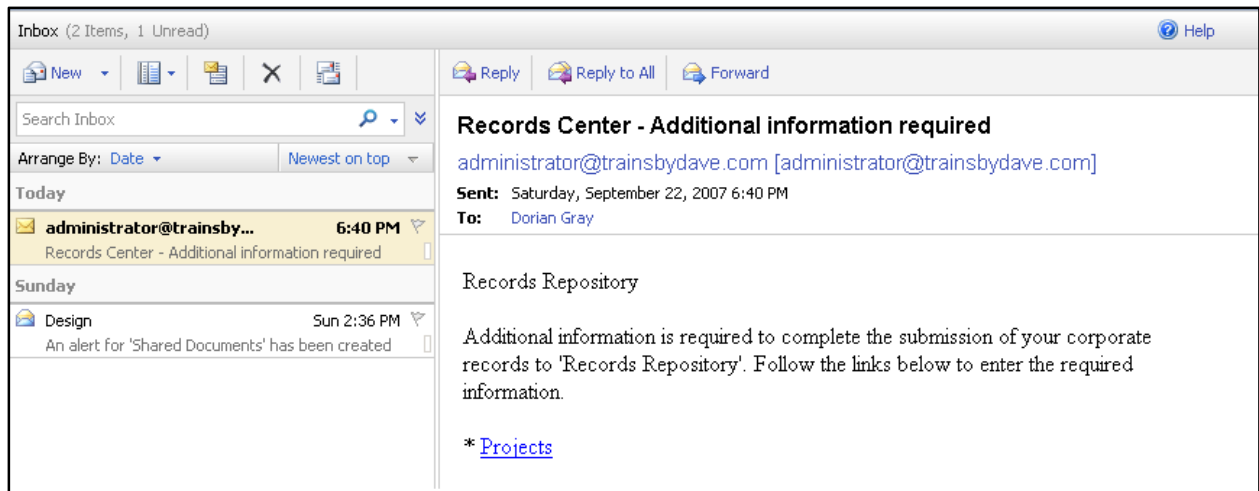 Inbox (2 Items, 1 Unread)
Help
New
Search Inbox
Arrange By: Date
Newest on top
Today
administrator@trainsby... 6:40 PM
Records Center - Additional information required
Sunday
Design Sun 2:36 PM
An alert for 'Shared Documents' has been created
Reply Reply to All Forward
Records Center - Additional information required
administrator@trainsbydave.com [administrator@trainsbydave.com]
Sent: Saturday, September 22, 2007 6:40 PM
To: Dorian Gray
Records Repository
Additional information is required to complete the submission of your corporate
records to 'Records Repository'. Follow the links below to enter the required
information.
* Projects